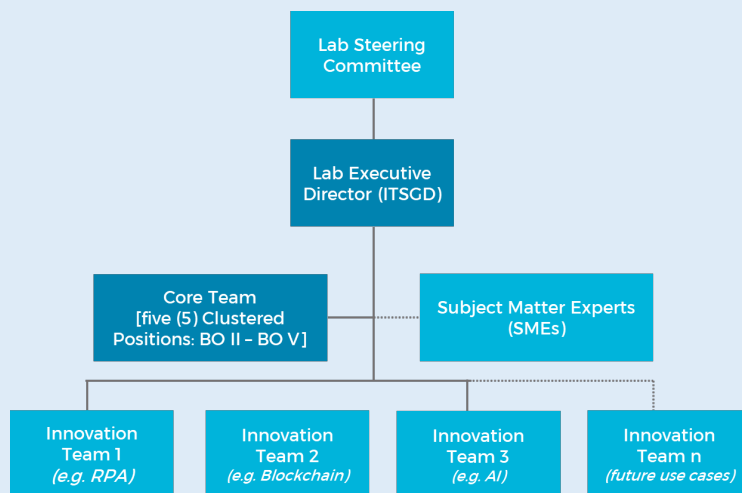 Lab Steering
Committee
Lab Executive
Director (ITSGD)
Core Team
[five (5) Clustered
Positions: BO II – BO V]
Subject Matter Experts
(SMEs)
Innovation
Team 1
(e.g. RPA)
Innovation
Team 2
(e.g. Blockchain)
Innovation
Team 3
(e.g. AI)
Innovation
Team n
(future use cases)